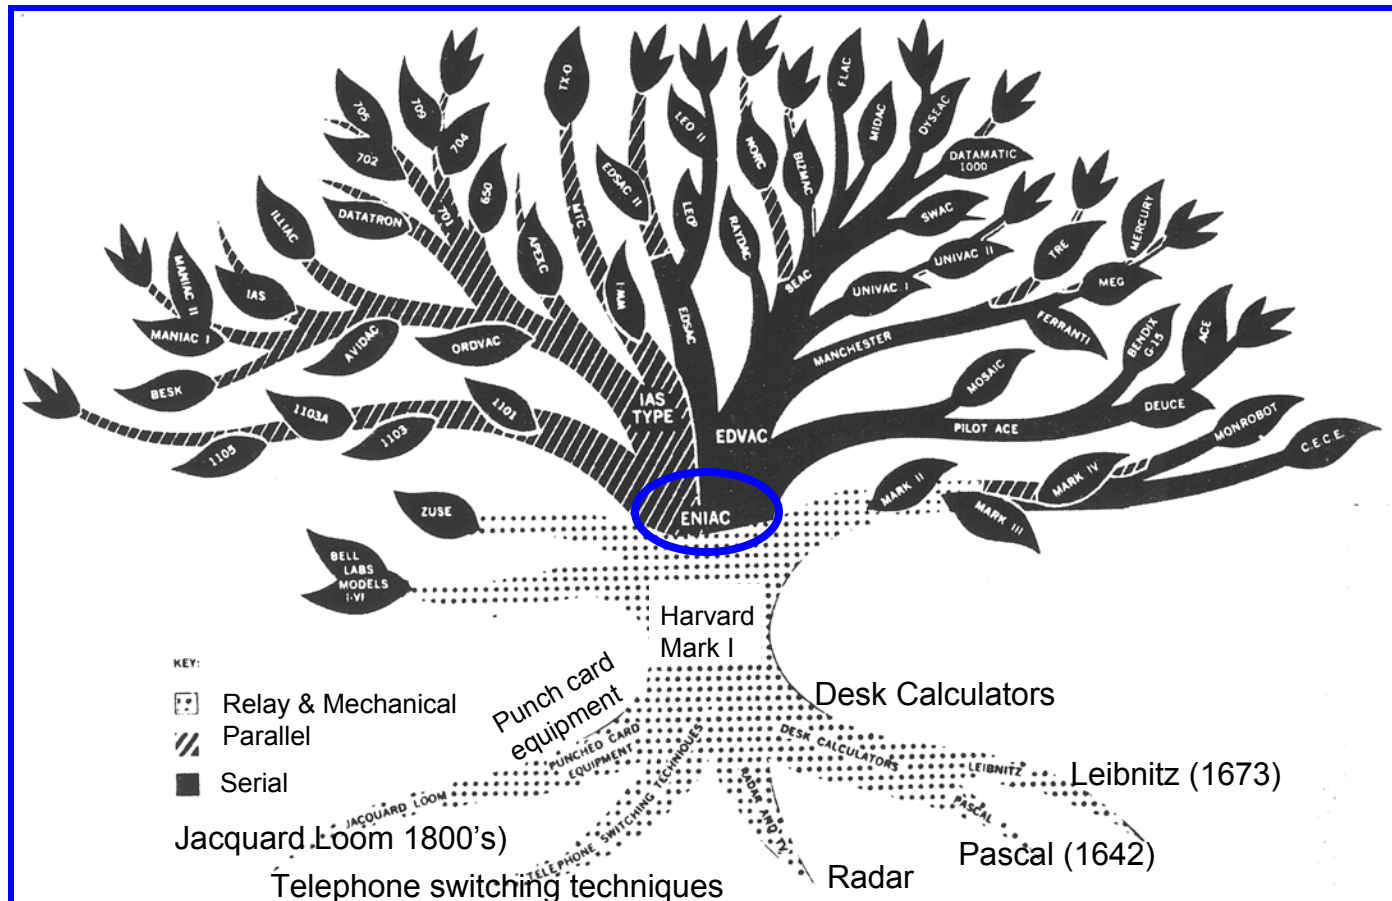 TX-O
FLAC
705
709
704
702
LEO II
NORC
BIZMAC
MIDAC
DYSEAC
DATAMATIC
1000
650
EDSAC II
LEO
RAYDAC
SWAC
MERCURY
TRE
ILLIAC
DATATRON
701
APEXC
MTC
UNIVAC II
MANIAC II
IAS
WW-I
SEAC
UNIVAC I
MEG
MANIAC I
AVIDAC
ORDVAC
EDSAC
MANCHESTER
FERRANTI
BENDIX
G-15
ACE
BESK
IAS
TYPE
MOSAIC
DEUCE
1103A
1101
EDVAC
PILOT ACE
MONROBOT
1105
1103
C.E.C.E.
MARK II
MARK IV
ZUSE
ENIAC
MARK III
BELL
LABS
MODELS
I-VI
Harvard
Mark I
KEY:
Relay & Mechanical
Parallel
Serial
Punch card
equipment
Desk Calculators
PUNCHED CARD
EQUIPMENT
DESK CALCULATORS
LEIBNITZ
Leibnitz (1673)
JACQUARD LOOM
TELEPHONE SWITCHING TECHNIQUES
RADAR AND TV
PASCAL
Jacquard Loom 1800's)
Pascal (1642)
Telephone switching techniques
Radar